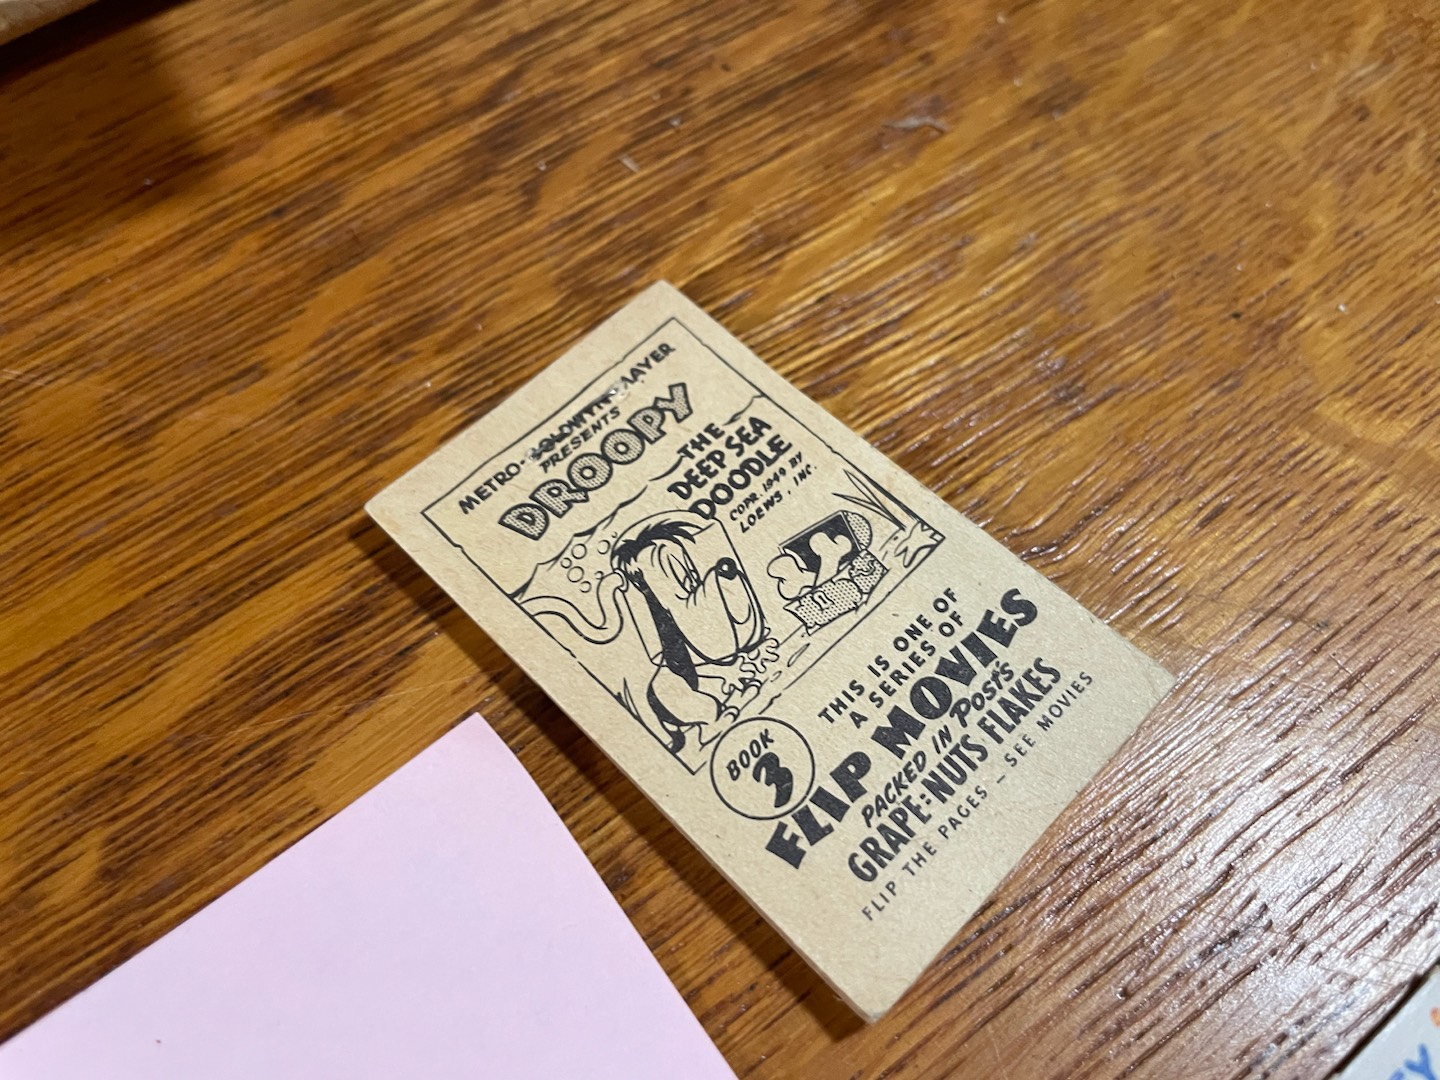 METRO-GOLDWYN-MAYER
PRESENTS
DROOPY
THE
DEEP SEA
DOODLE
COPR. 1949 BY
LOEWS, INC.
BOOK
3
THIS IS ONE OF
A SERIES OF
FLIP MOVIES
PACKED IN Post's
GRAPE:NUTS FLAKES
FLIP THE PAGES – SEE MOVIES